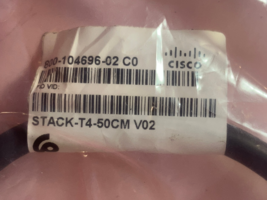 800-104696-02 C0
CISCO
PID VID:
STACK-T4-50CM V02